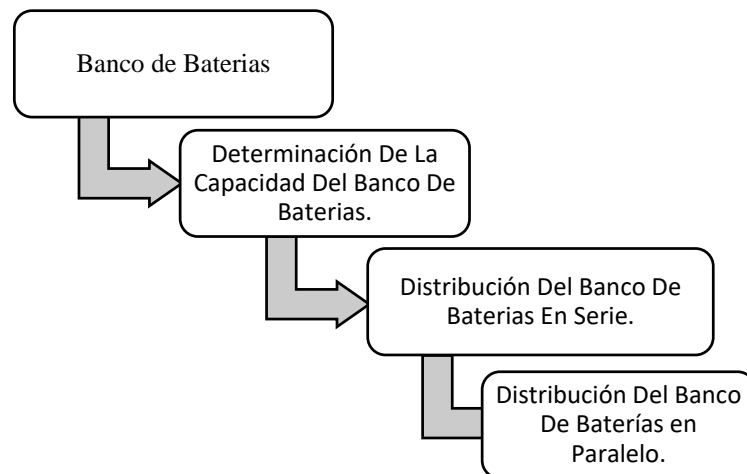 Banco de Baterias
Determinación De La
Capacidad Del Banco De
Baterias.
Distribución Del Banco De
Baterias En Serie.
Distribución Del Banco
De Baterías en
Paralelo.